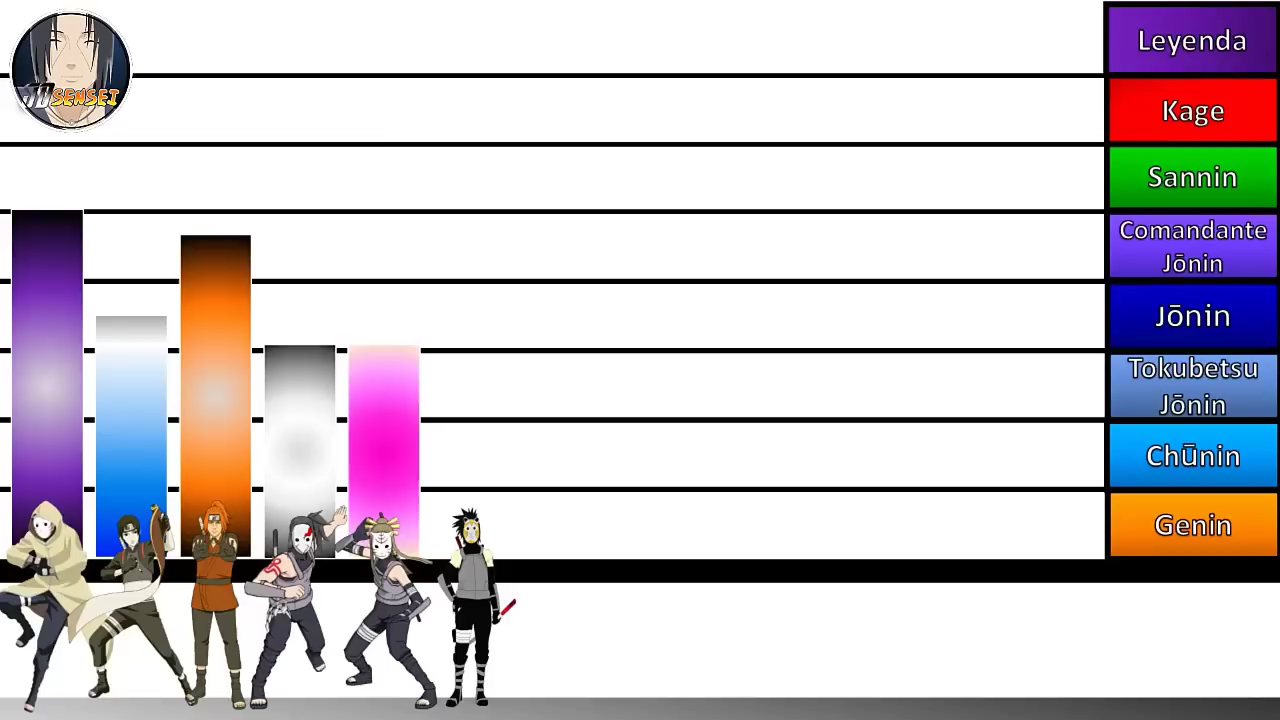 SENSEI
Leyenda
Kage
Sannin
Comandante
Jōnin
Jōnin
Tokubetsu
Jōnin
Chūnin
Genin